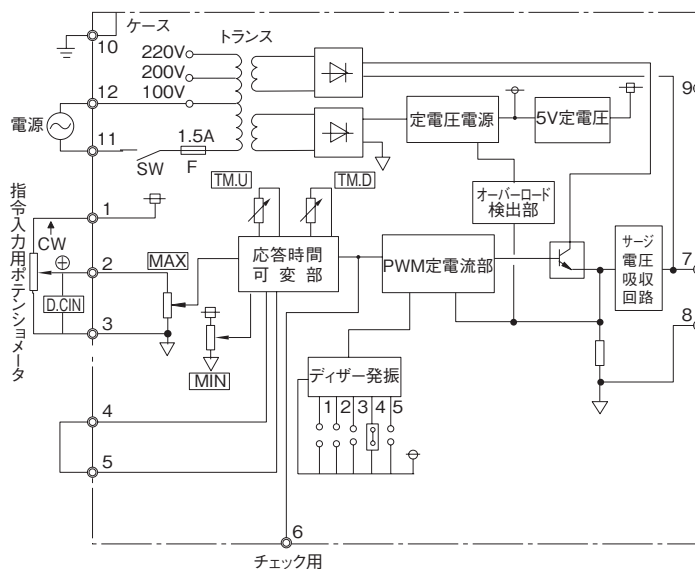 ケース
トランス
10
220V
200V
100V
12
電源
11
1.5A
SW
F
定電圧電源
5V定電圧
9
TM.U
TM.D
オーバーロード
検出部
指令入力用ポテンショメータ
1
CW
2
⊕
D.CIN
3
MAX
MIN
応答時間
可変部
PWM定電流部
サージ
電圧
吸収
回路
7
8
ディザー発振
1 2 3 4 5
4
5
6
チェック用